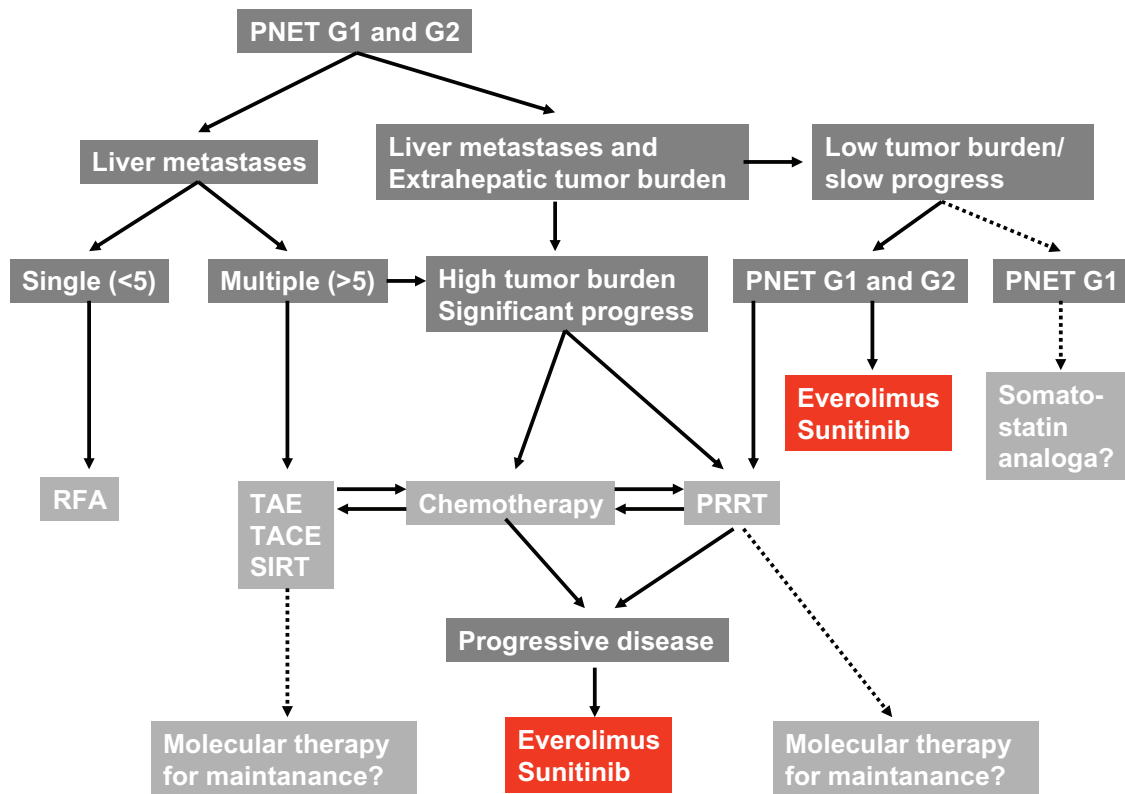 PNET G1 and G2
Liver metastases
Liver metastases and
Extrahepatic tumor burden
Low tumor burden/
slow progress
Single (<5)
Multiple (>5)
High tumor burden
Significant progress
PNET G1 and G2
PNET G1
Everolimus
Sunitinib
Somato-
statin
analoga?
RFA
TAE
TACE
SIRT
Chemotherapy
PRRT
Progressive disease
Molecular therapy
for maintanance?
Everolimus
Sunitinib
Molecular therapy
for maintanance?